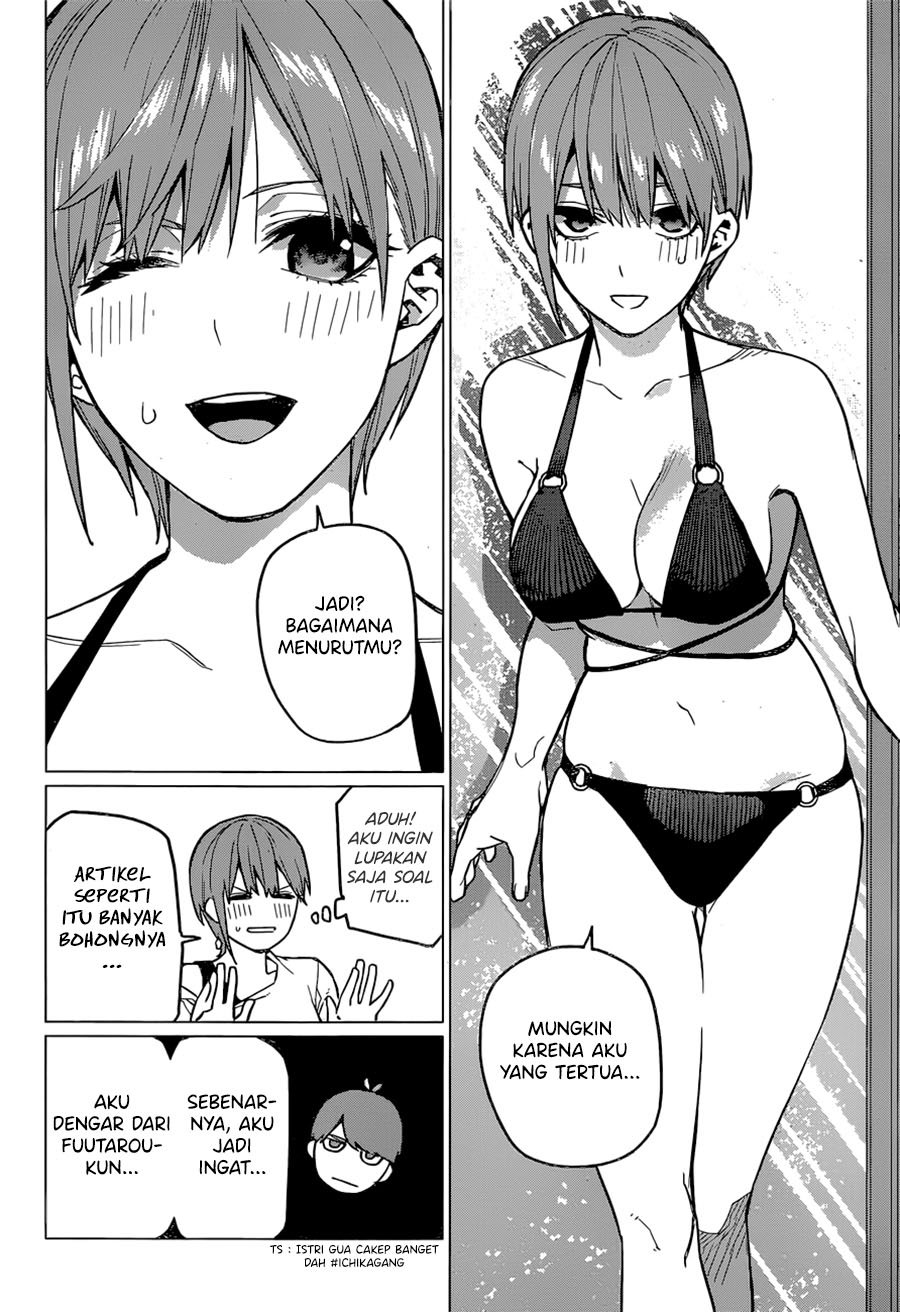 MUNGKIN
KARENA AKU
YANG TERTUA...
JADI?
BAGAIMANA
MENURUTMU?
ADUH!
AKU INGIN
LUPAKAN
SAJA SOAL
ITU...
ARTIKEL
SEPERTI
ITU BANYAK
BOHONGNYA
...
SEBENAR-
NYA, AKU
JADI
INGAT...
AKU
DENGAR DARI
FUUTAROU-
KUN...
TS : ISTRI GUA CAKEP BANGET
DAH #ICHIKAGANG